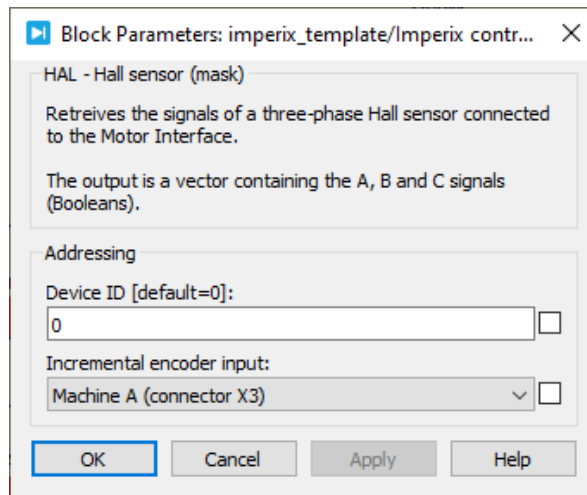 Block Parameters: imperix_template/Imperix contr...
HAL - Hall sensor (mask)
Retreives the signals of a three-phase Hall sensor connected
to the Motor Interface.
The output is a vector containing the A, B and C signals
(Booleans).
Addressing
Device ID [default=0]:
0
Incremental encoder input:
Machine A (connector X3)
OK Cancel Apply Help